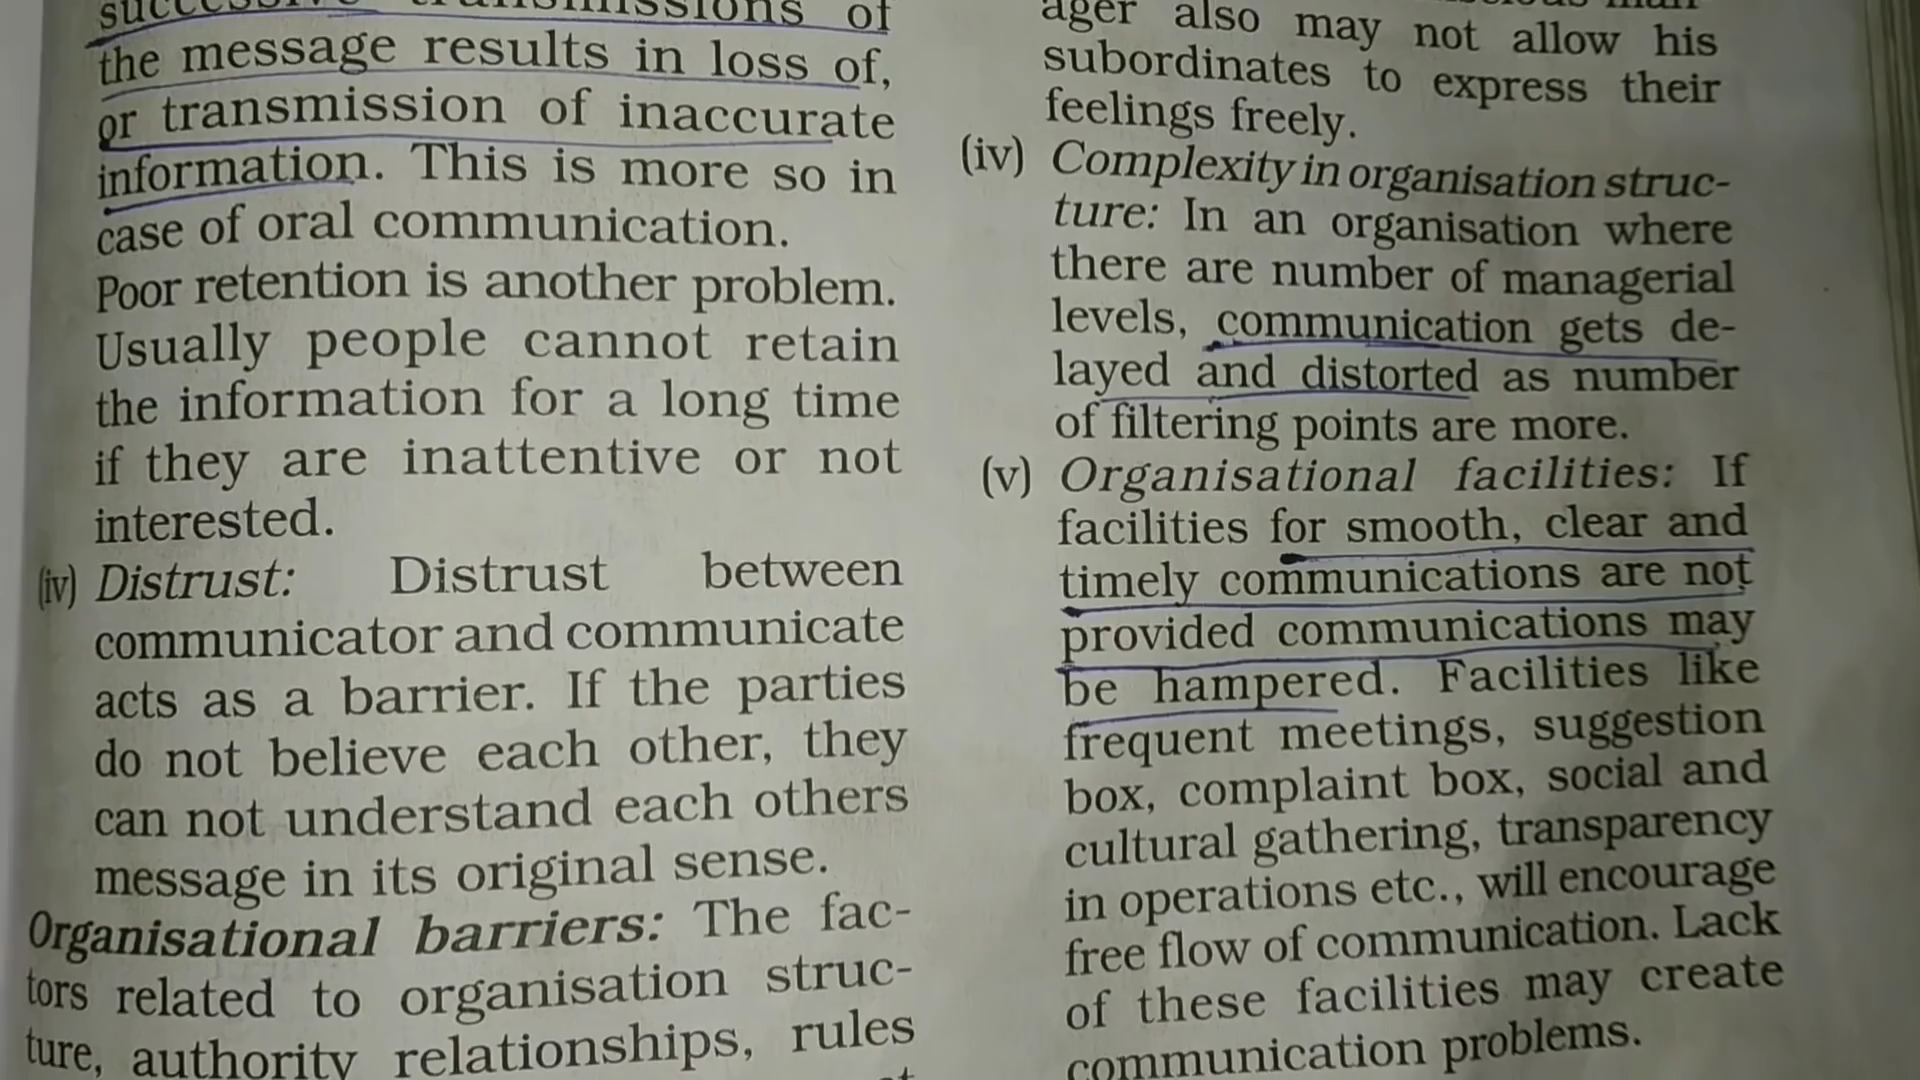 successive transmissions of
the message results in loss of,
or transmission of inaccurate
information. This is more so in
case of oral communication.
Poor retention is another problem.
Usually people cannot retain
the information for a long time
if they are inattentive or not
interested.
(iv) Distrust: Distrust between
communicator and communicate
acts as a barrier. If the parties
do not believe each other, they
can not understand each others
message in its original sense.
Organisational barriers: The fac-
tors related to organisation struc-
ture, authority relationships, rules
ager also may not allow his
subordinates to express their
feelings freely.
(iv) Complexity in organisation struc-
ture: In an organisation where
there are number of managerial
levels, communication gets de-
layed and distorted as number
of filtering points are more.
(v) Organisational facilities: If
facilities for smooth, clear and
timely communications are not
provided communications may
be hampered. Facilities like
frequent meetings, suggestion
box, complaint box, social and
cultural gathering, transparency
in operations etc., will encourage
free flow of communication. Lack
of these facilities may create
communication problems.